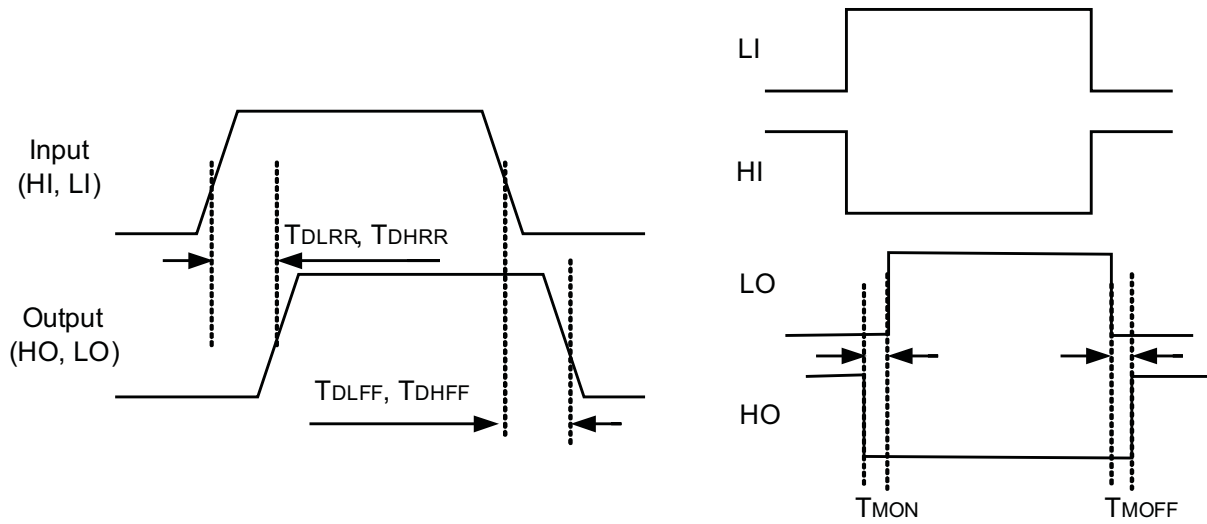 Input
(HI, LI)
TDLRR, TDHRR
Output
(HO, LO)
TDLFF, TDHFF
LI
HI
LO
HO
TMON
TMOFF